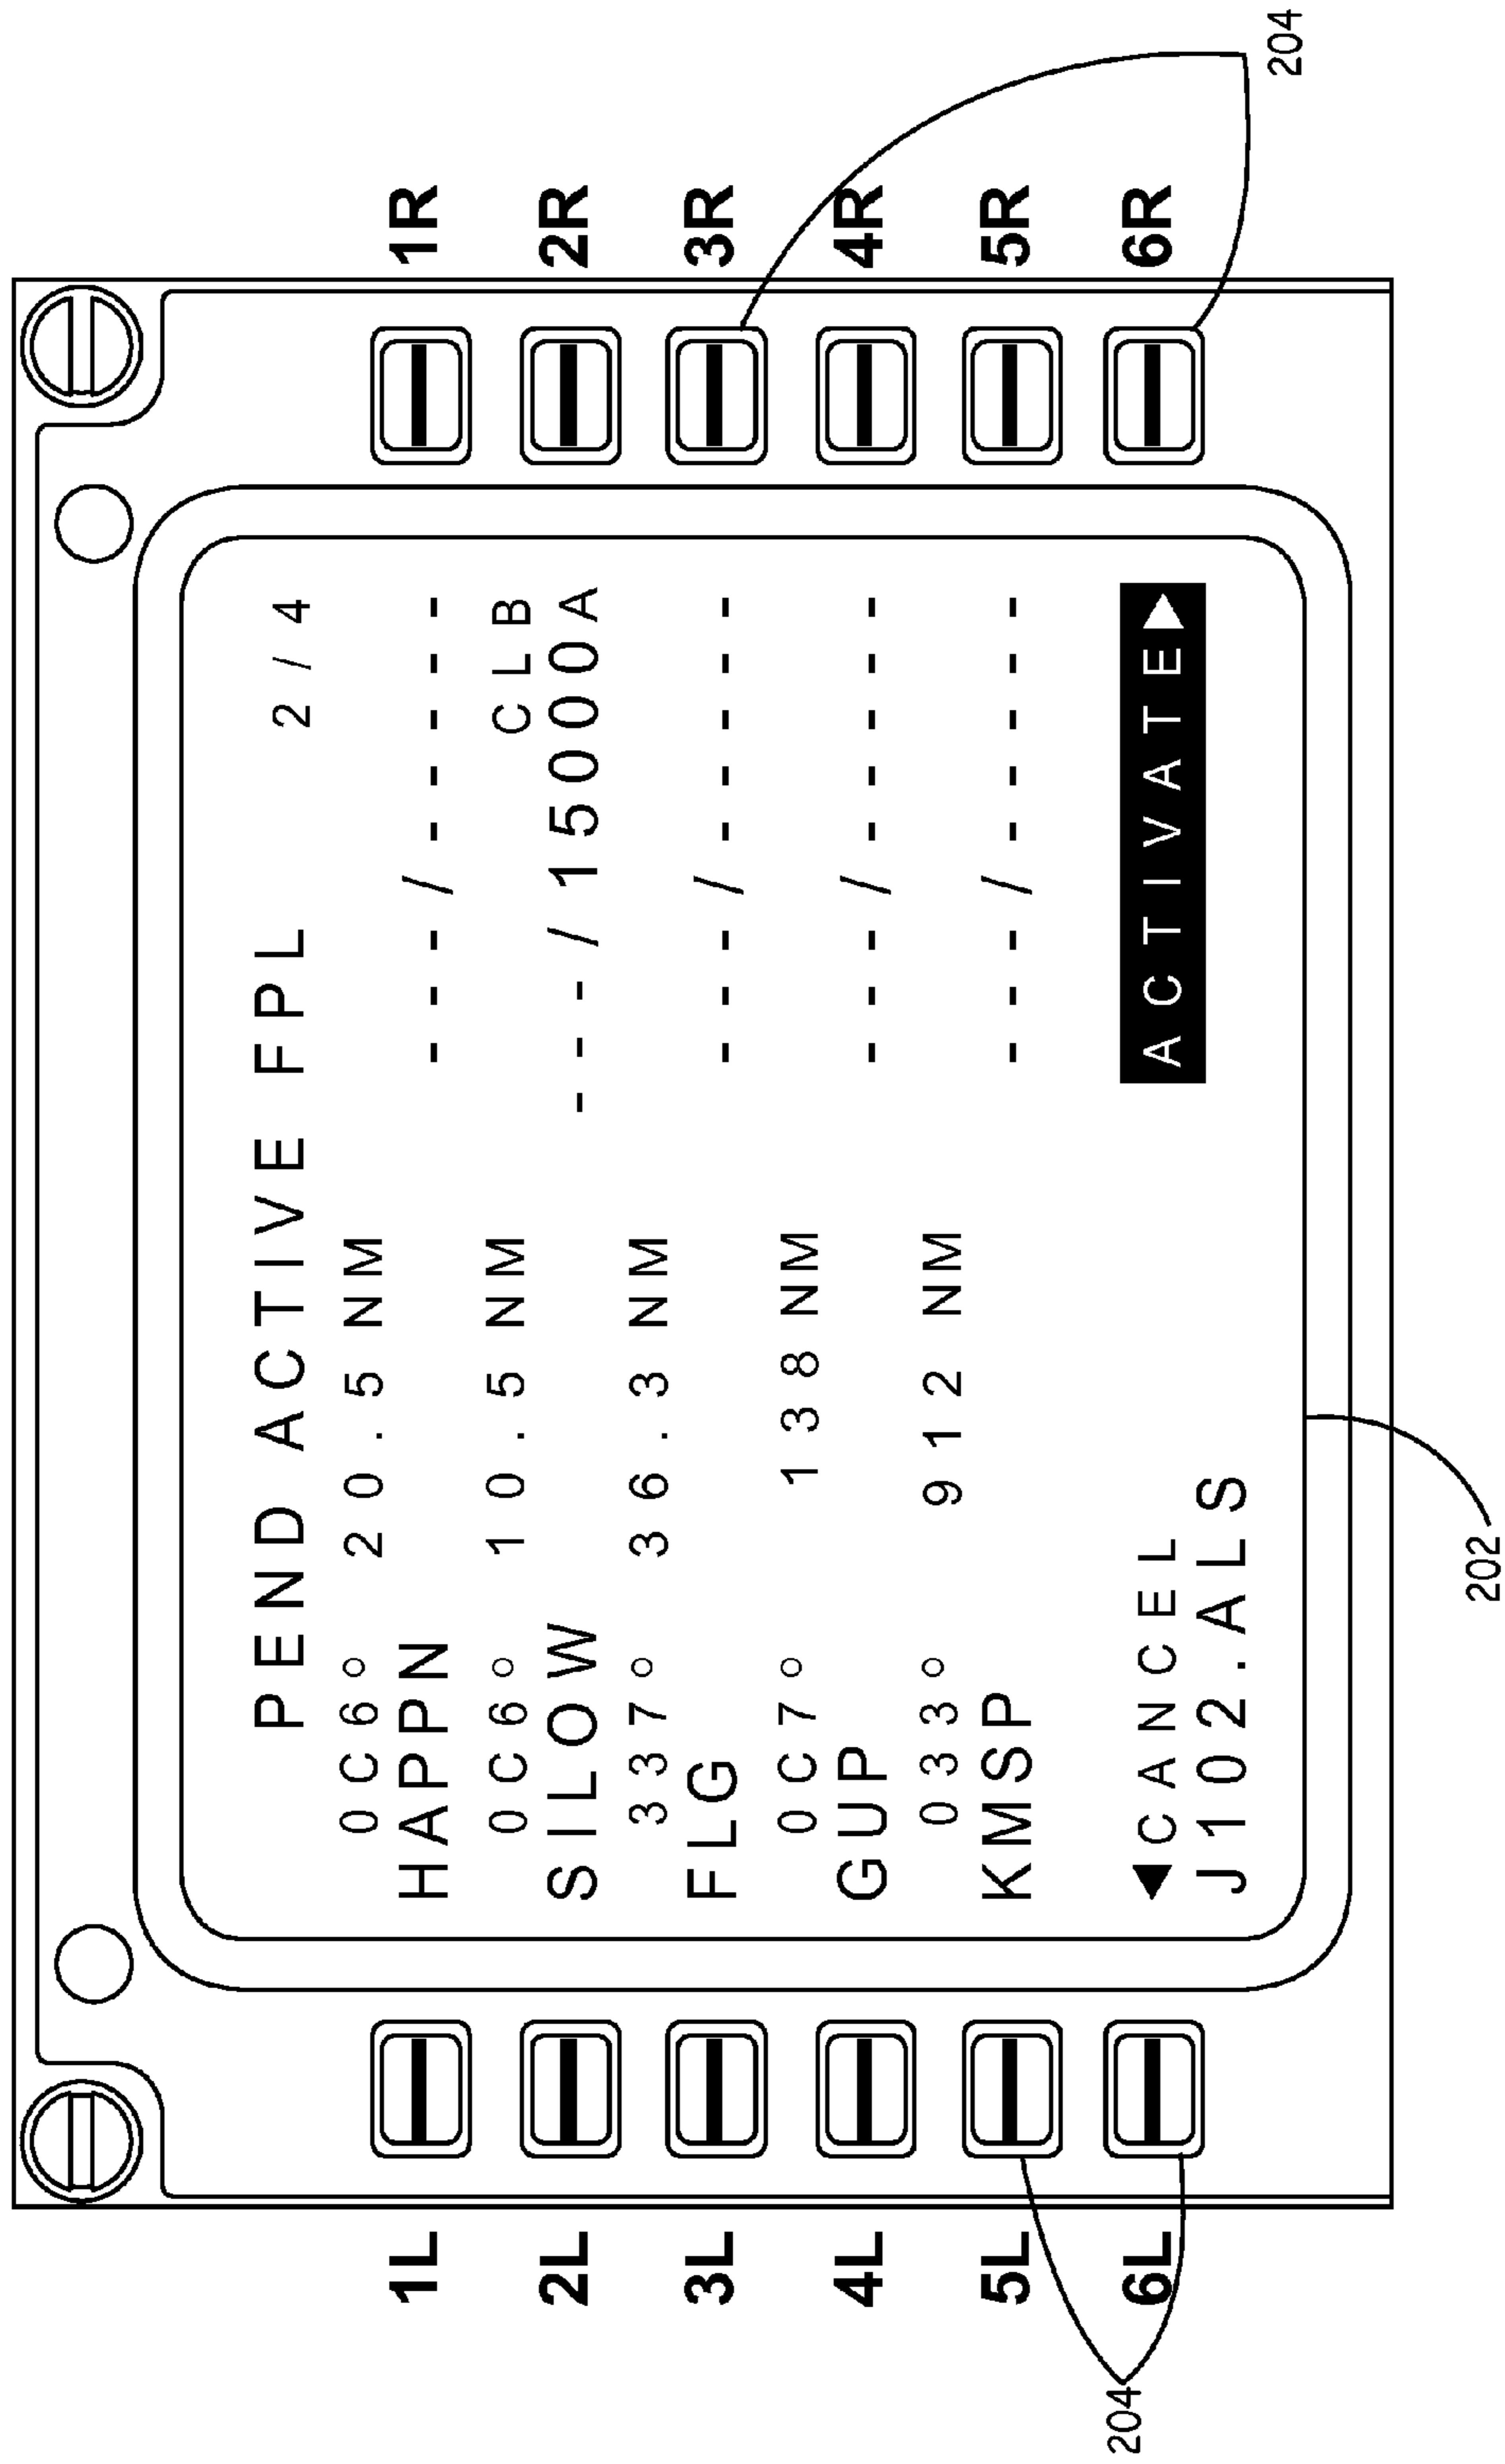 PEND ACTIVE FPL 2/4
0C6° 20.5 NM
1L HAPPN ---/----- 1R
0C6° 10.5 NM CLB
2L SILOW ---/15000A 2R
337° 36.3 NM
3L FLG ---/----- 3R
0C7° 138 NM
4L GUP ---/----- 4R
033° 912 NM
5L KMSP ---/----- 5R
6L ◀CANCEL ACTIVATE▶ 6R
J102.ALS
204
204
202